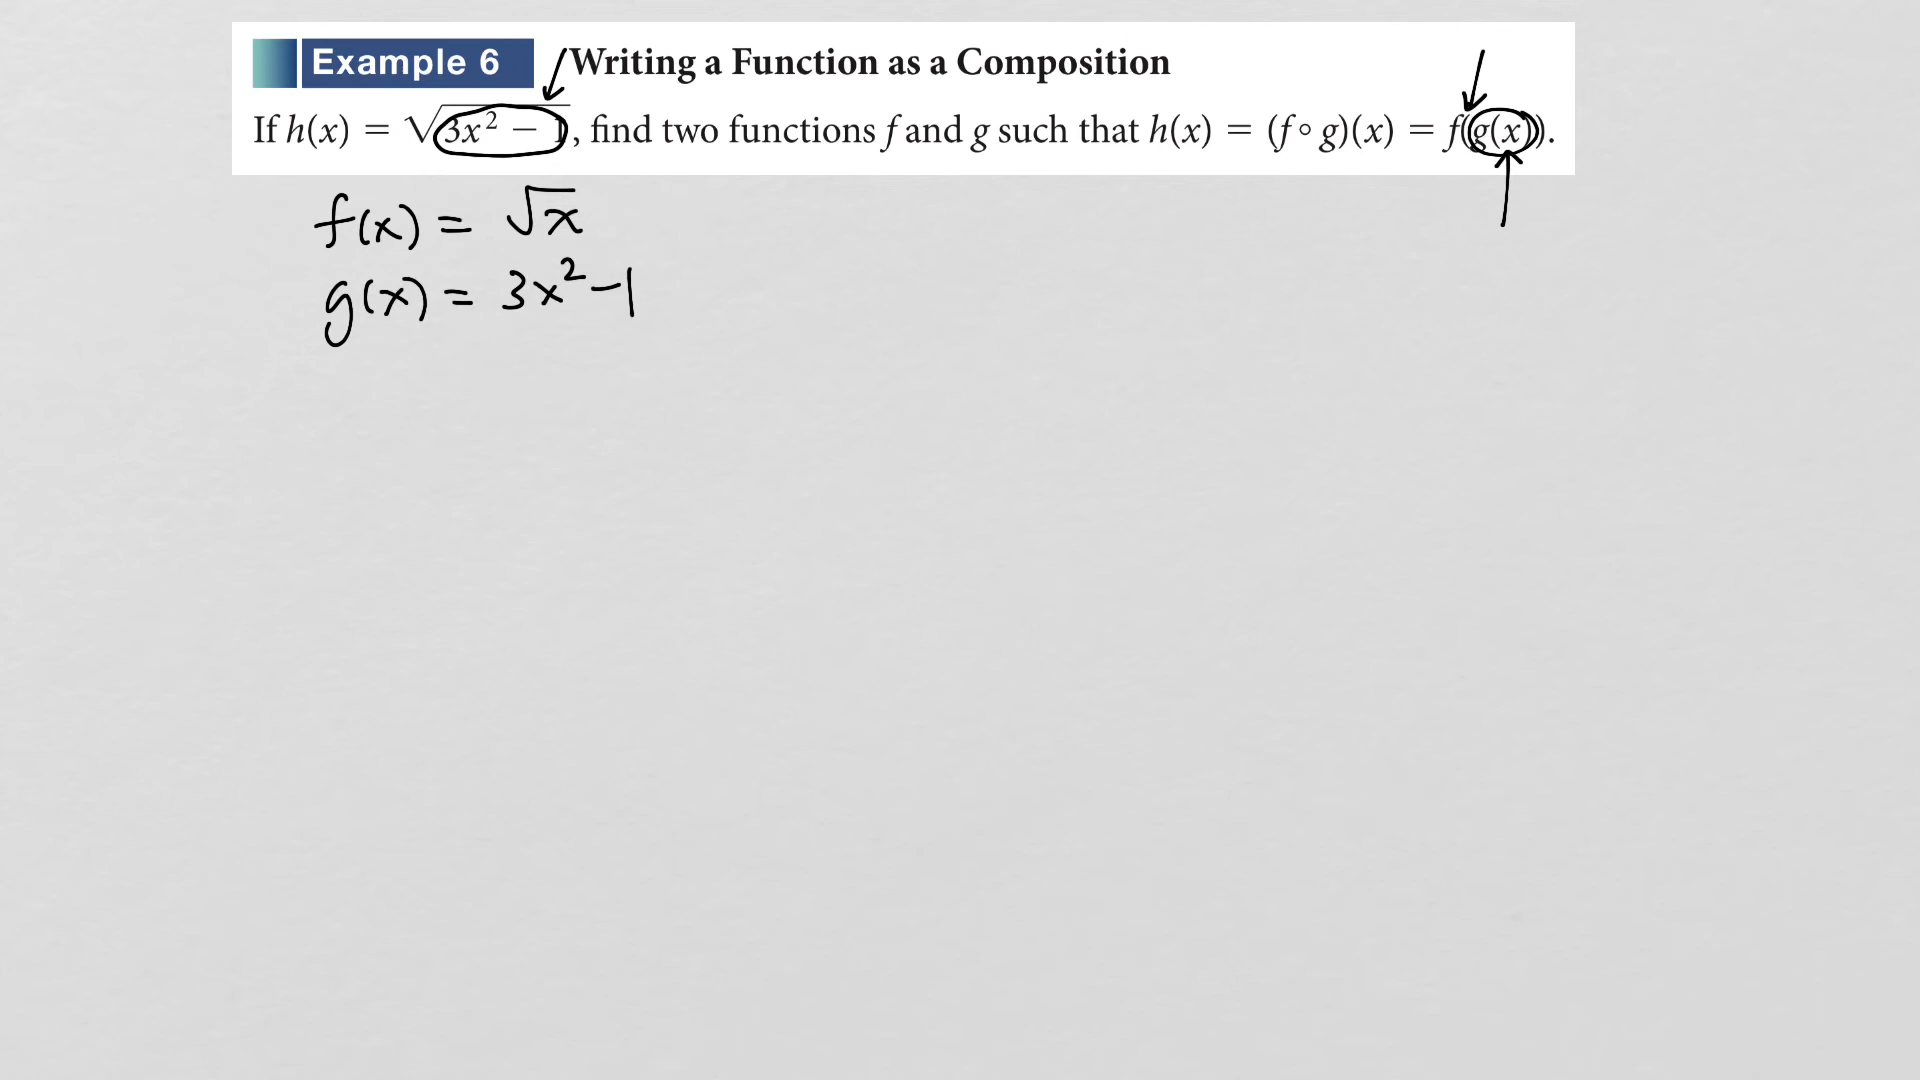 Example 6 Writing a Function as a Composition
If h(x) = √(3x² − 1), find two functions f and g such that h(x) = (f ∘ g)(x) = f(g(x)).
f(x) = √x
g(x) = 3x² − 1